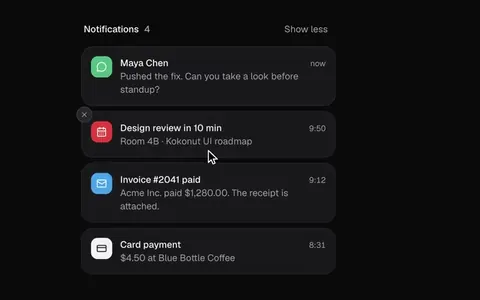 Notifications 4
Show less
Maya Chen
now
Pushed the fix. Can you take a look before
standup?
Design review in 10 min
9:50
Room 4B · Kokonut UI roadmap
Invoice #2041 paid
9:12
Acme Inc. paid $1,280.00. The receipt is
attached.
Card payment
8:31
$4.50 at Blue Bottle Coffee